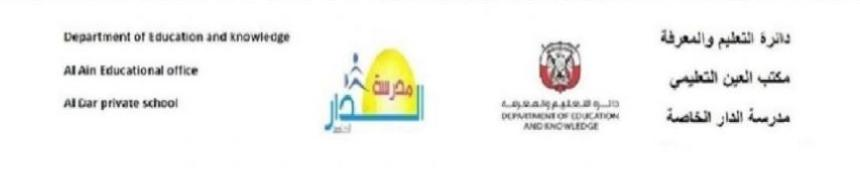 Department of Education and knowledge
Al Ain Educational office
Al Dar private school
مدرسة
الدار
دائرة التعليم والمعرفة
DEPARTMENT OF EDUCATION
AND KNOWLEDGE
دائرة التعليم والمعرفة
مكتب العين التعليمي
مدرسة الدار الخاصة